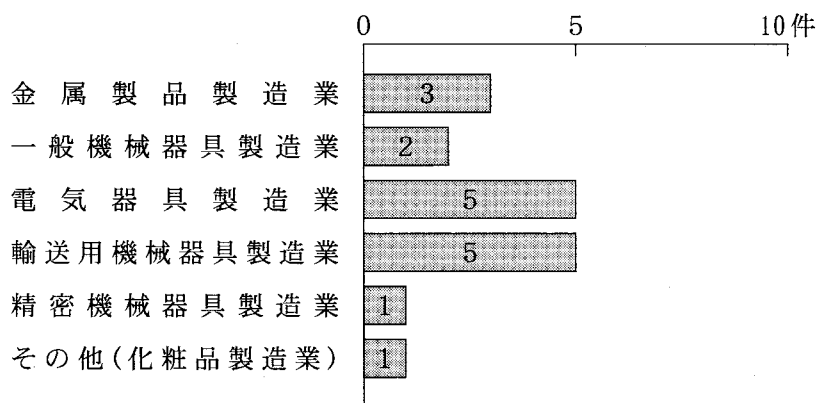 0 5 10件
金属製品製造業 3
一般機械器具製造業 2
電気器具製造業 5
輸送用機械器具製造業 5
精密機械器具製造業 1
その他(化粧品製造業) 1